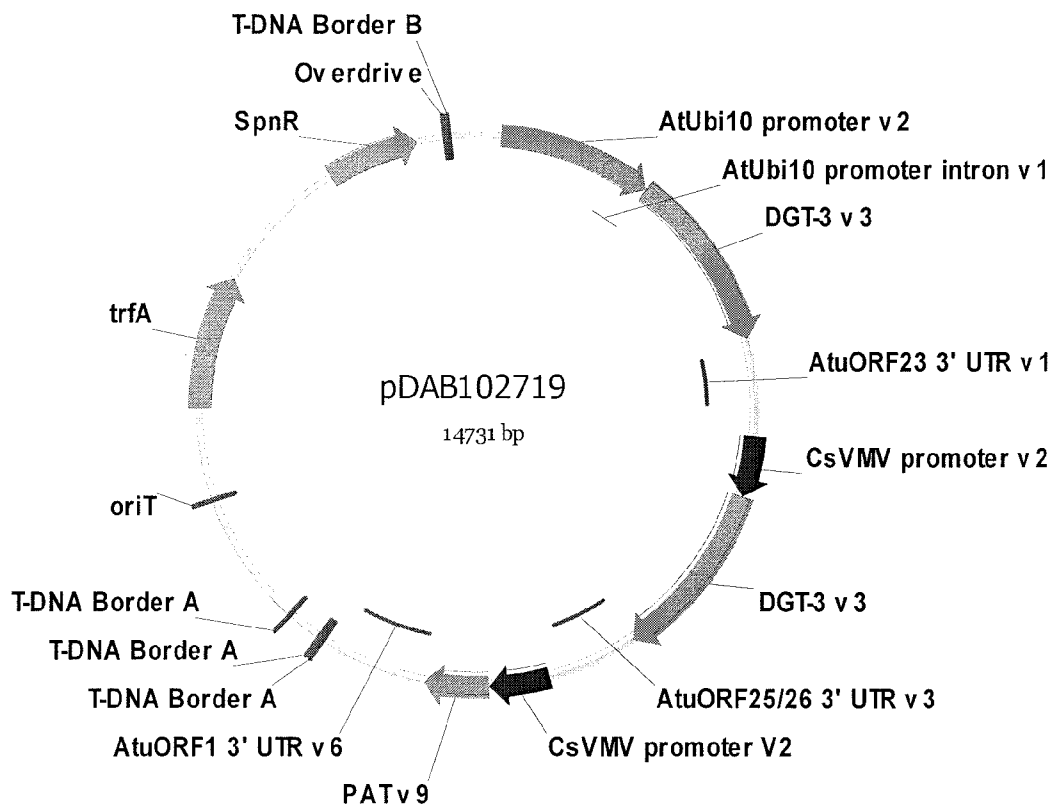 T-DNA Border B
Overdrive
SpnR
AtUbi10 promoter v 2
AtUbi10 promoter intron v 1
DGT-3 v 3
trfA
AtuORF23 3' UTR v 1
pDAB102719
14731 bp
CsVMV promoter v 2
oriT
DGT-3 v 3
T-DNA Border A
T-DNA Border A
T-DNA Border A
AtuORF25/26 3' UTR v 3
AtuORF1 3' UTR v 6
CsVMV promoter V2
PAT v 9